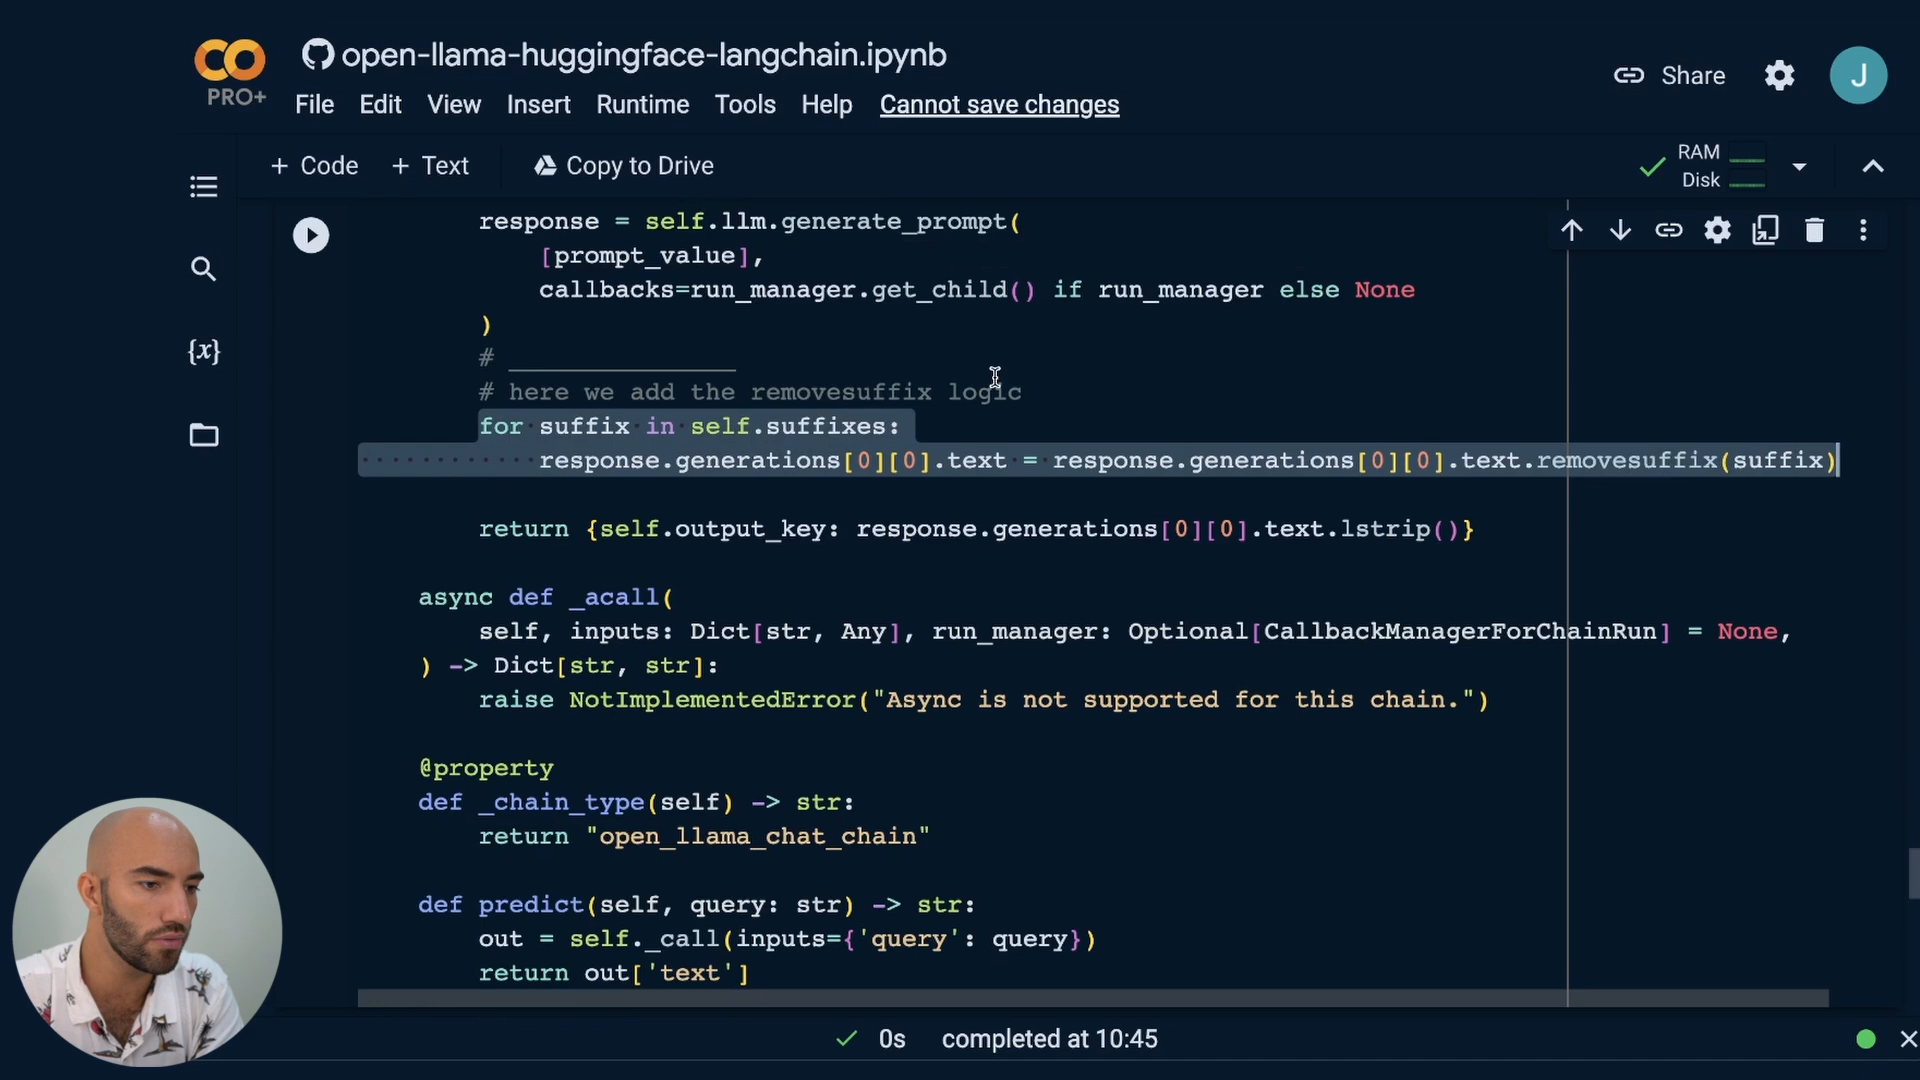 open-llama-huggingface-langchain.ipynb
PRO+
File Edit View Insert Runtime Tools Help Cannot save changes
Share
J
+ Code + Text Copy to Drive
RAM
Disk
{x}
response = self.llm.generate_prompt(
[prompt_value],
callbacks=run_manager.get_child() if run_manager else None
)
# _______________
# here we add the removesuffix logic
for suffix in self.suffixes:
response.generations[0][0].text = response.generations[0][0].text.removesuffix(suffix)
return {self.output_key: response.generations[0][0].text.lstrip()}
async def _acall(
self, inputs: Dict[str, Any], run_manager: Optional[CallbackManagerForChainRun] = None,
) -> Dict[str, str]:
raise NotImplementedError("Async is not supported for this chain.")
@property
def _chain_type(self) -> str:
return "open_llama_chat_chain"
def predict(self, query: str) -> str:
out = self._call(inputs={'query': query})
return out['text']
0s completed at 10:45